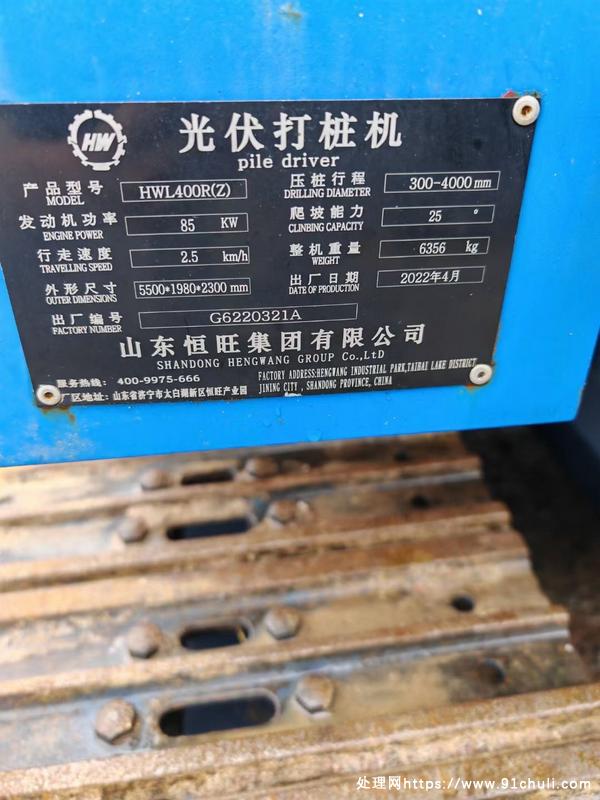 HW
光伏打桩机
pile driver
产品型号 HWL400R(Z) 压桩行程 300-4000mm
MODEL DRILLING DIAMETER
发动机功率 85 KW 爬坡能力 25 °
ENGINE POWER CLINBING CAPACITY
行走速度 2.5 km/h 整机重量 6356 kg
TRAVELLING SPEED WEIGHT
外形尺寸 5500*1980*2300 mm 出厂日期 2022年4月
OUTER DIMENSIONS DATE OF PRODUCTION
出厂编号 G6220321A
FACTORY NUMBER
山东恒旺集团有限公司
SHANDONG HENGWANG GROUP Co.,LtD
服务热线: 400-9975-666 FACTORY ADDRESS:HENGWANG INDUSTRIAL PARK,TAIBAI LAKE DISTRICT,
厂区地址: 山东省济宁市太白湖新区恒旺产业园 JINING CITY , SHANDONG PROVINCE, CHINA
处理网https://www.91chuli.com